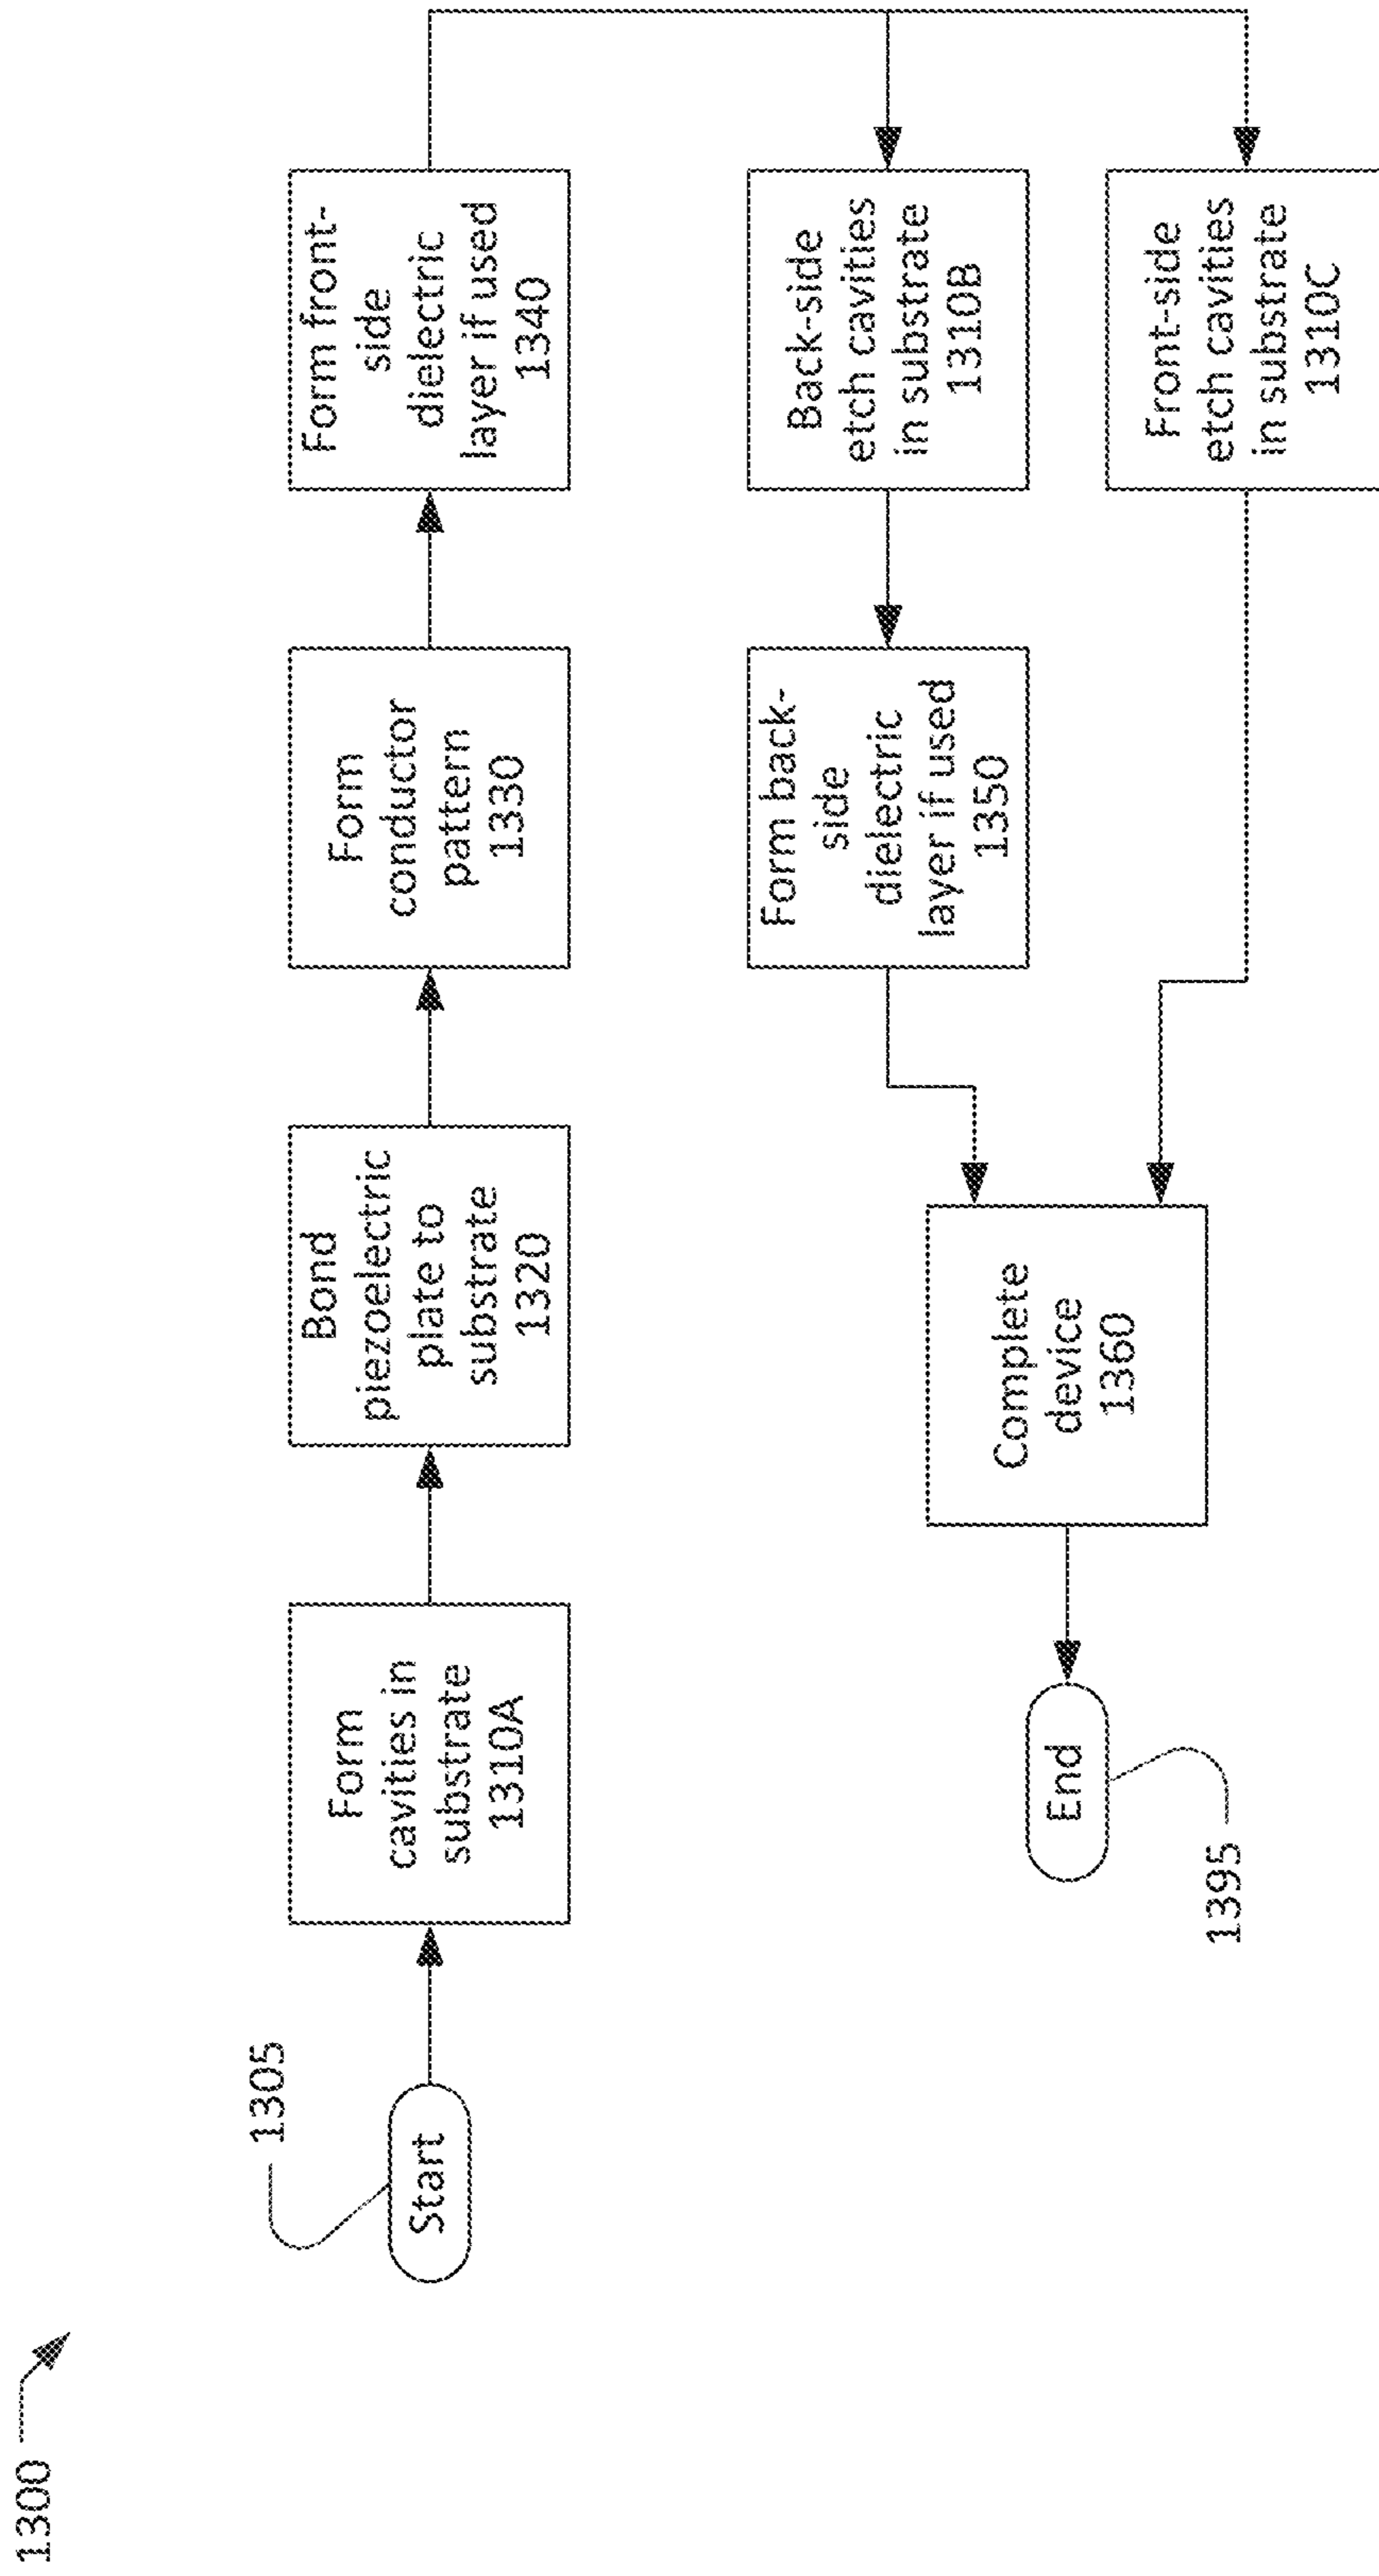 1300
1305
Start
Form
cavities in
substrate
1310A
Bond
piezoelectric
plate to
substrate
1320
Form
conductor
pattern
1330
Form front-
side
dielectric
layer if used
1340
Back-side
etch cavities
in substrate
1310B
Form back-
side
dielectric
layer if used
1350
Front-side
etch cavities
in substrate
1310C
Complete
device
1360
End
1395